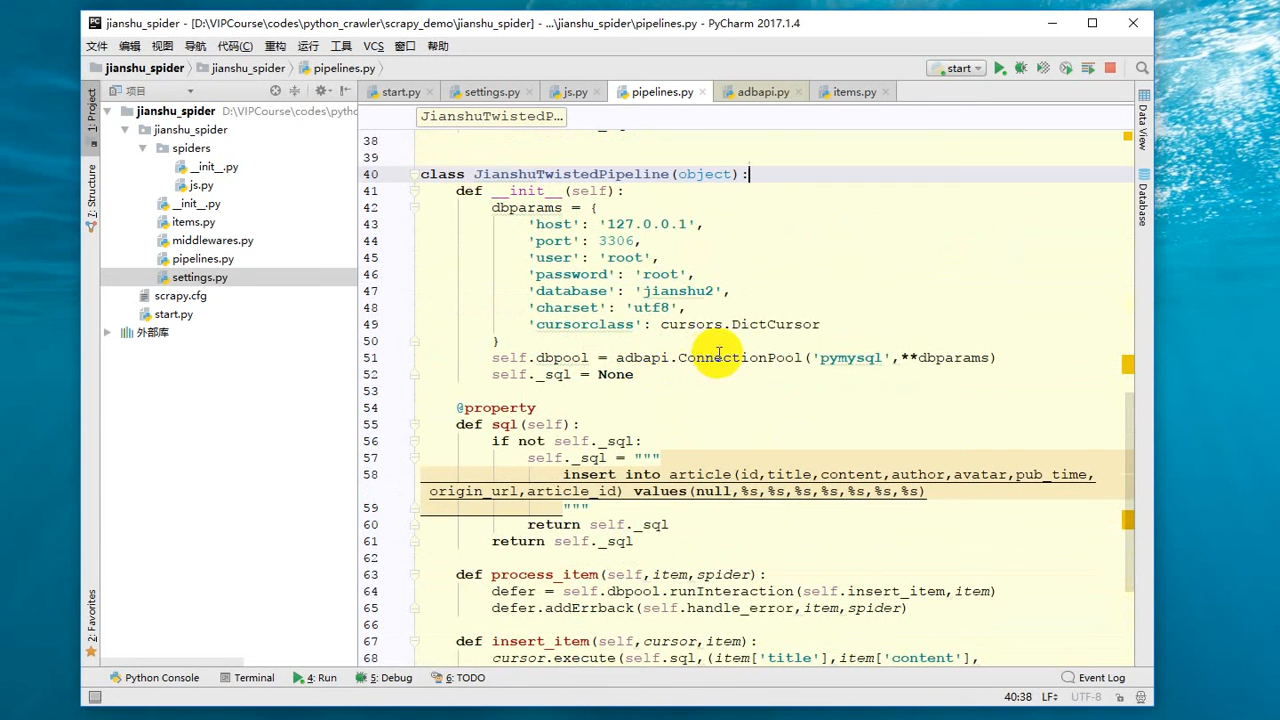 jianshu_spider - [D:\VIPCourse\codes\python_crawler\scrapy_demo\jianshu_spider] - ...\jianshu_spider\pipelines.py - PyCharm 2017.1.4
文件 编辑 视图 导航 代码(C) 重构 运行 工具 VCS 窗口 帮助
jianshu_spider jianshu_spider pipelines.py start
项目 start.py settings.py js.py pipelines.py adbapi.py items.py
JianshuTwistedP...
1: Project
7: Structure
2: Favorites
jianshu_spider D:\VIPCourse\codes\pytho
jianshu_spider
spiders
__init__.py
js.py
__init__.py
items.py
middlewares.py
pipelines.py
settings.py
scrapy.cfg
start.py
外部库
38
39
40 class JianshuTwistedPipeline(object):
41 def __init__(self):
42 dbparams = {
43 'host': '127.0.0.1',
44 'port': 3306,
45 'user': 'root',
46 'password': 'root',
47 'database': 'jianshu2',
48 'charset': 'utf8',
49 'cursorclass': cursors.DictCursor
50 }
51 self.dbpool = adbapi.ConnectionPool('pymysql',**dbparams)
52 self._sql = None
53
54 @property
55 def sql(self):
56 if not self._sql:
57 self._sql = """
58 insert into article(id,title,content,author,avatar,pub_time,
origin_url,article_id) values(null,%s,%s,%s,%s,%s,%s,%s)
59 """
60 return self._sql
61 return self._sql
62
63 def process_item(self,item,spider):
64 defer = self.dbpool.runInteraction(self.insert_item,item)
65 defer.addErrback(self.handle_error,item,spider)
66
67 def insert_item(self,cursor,item):
68 cursor.execute(self.sql,(item['title'],item['content'],
Data View
Database
Python Console Terminal 4: Run 5: Debug 6: TODO Event Log
40:38 LF UTF-8